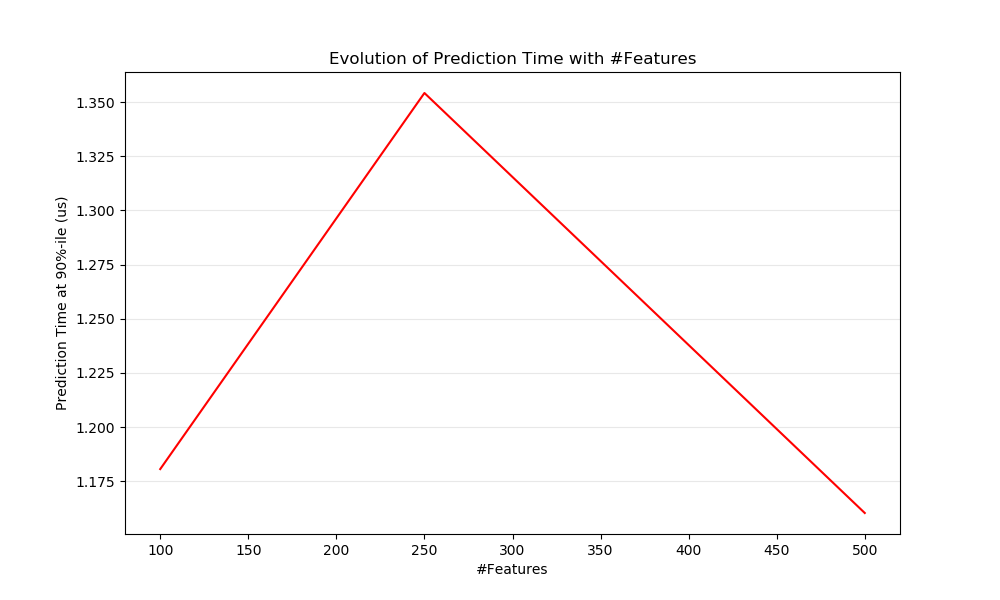 Evolution of Prediction Time with #Features
Prediction Time at 90%-ile (us)
1.350
1.325
1.300
1.275
1.250
1.225
1.200
1.175
100 150 200 250 300 350 400 450 500
#Features